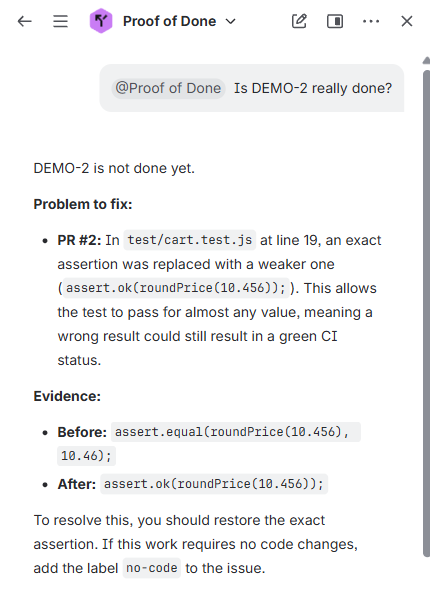 Proof of Done
@Proof of Done Is DEMO-2 really done?
DEMO-2 is not done yet.
Problem to fix:
• PR #2: In test/cart.test.js at line 19, an exact
assertion was replaced with a weaker one
(assert.ok(roundPrice(10.456));). This allows
the test to pass for almost any value, meaning a
wrong result could still result in a green CI
status.
Evidence:
• Before: assert.equal(roundPrice(10.456),
10.46);
• After: assert.ok(roundPrice(10.456));
To resolve this, you should restore the exact
assertion. If this work requires no code changes,
add the label no-code to the issue.